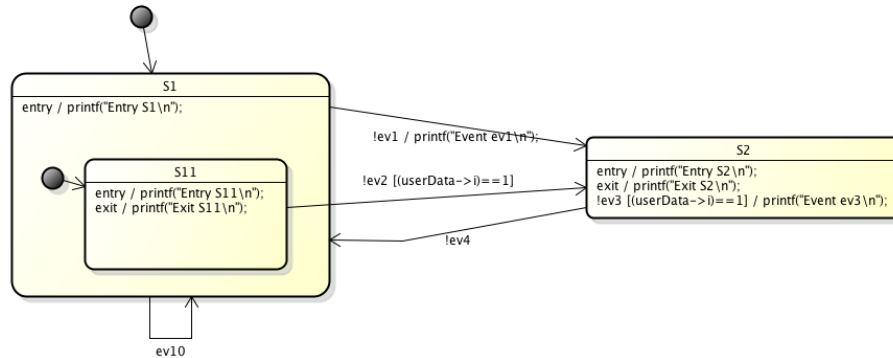 S1
entry / printf("Entry S1\n");
!ev1 / printf("Event ev1\n");
S2
S11
entry / printf("Entry S2\n");
exit / printf("Exit S2\n");
!ev3 [(userData->i)==1] / printf("Event ev3\n");
!ev2 [(userData->i)==1]
entry / printf("Entry S11\n");
exit / printf("Exit S11\n");
!ev4
ev10